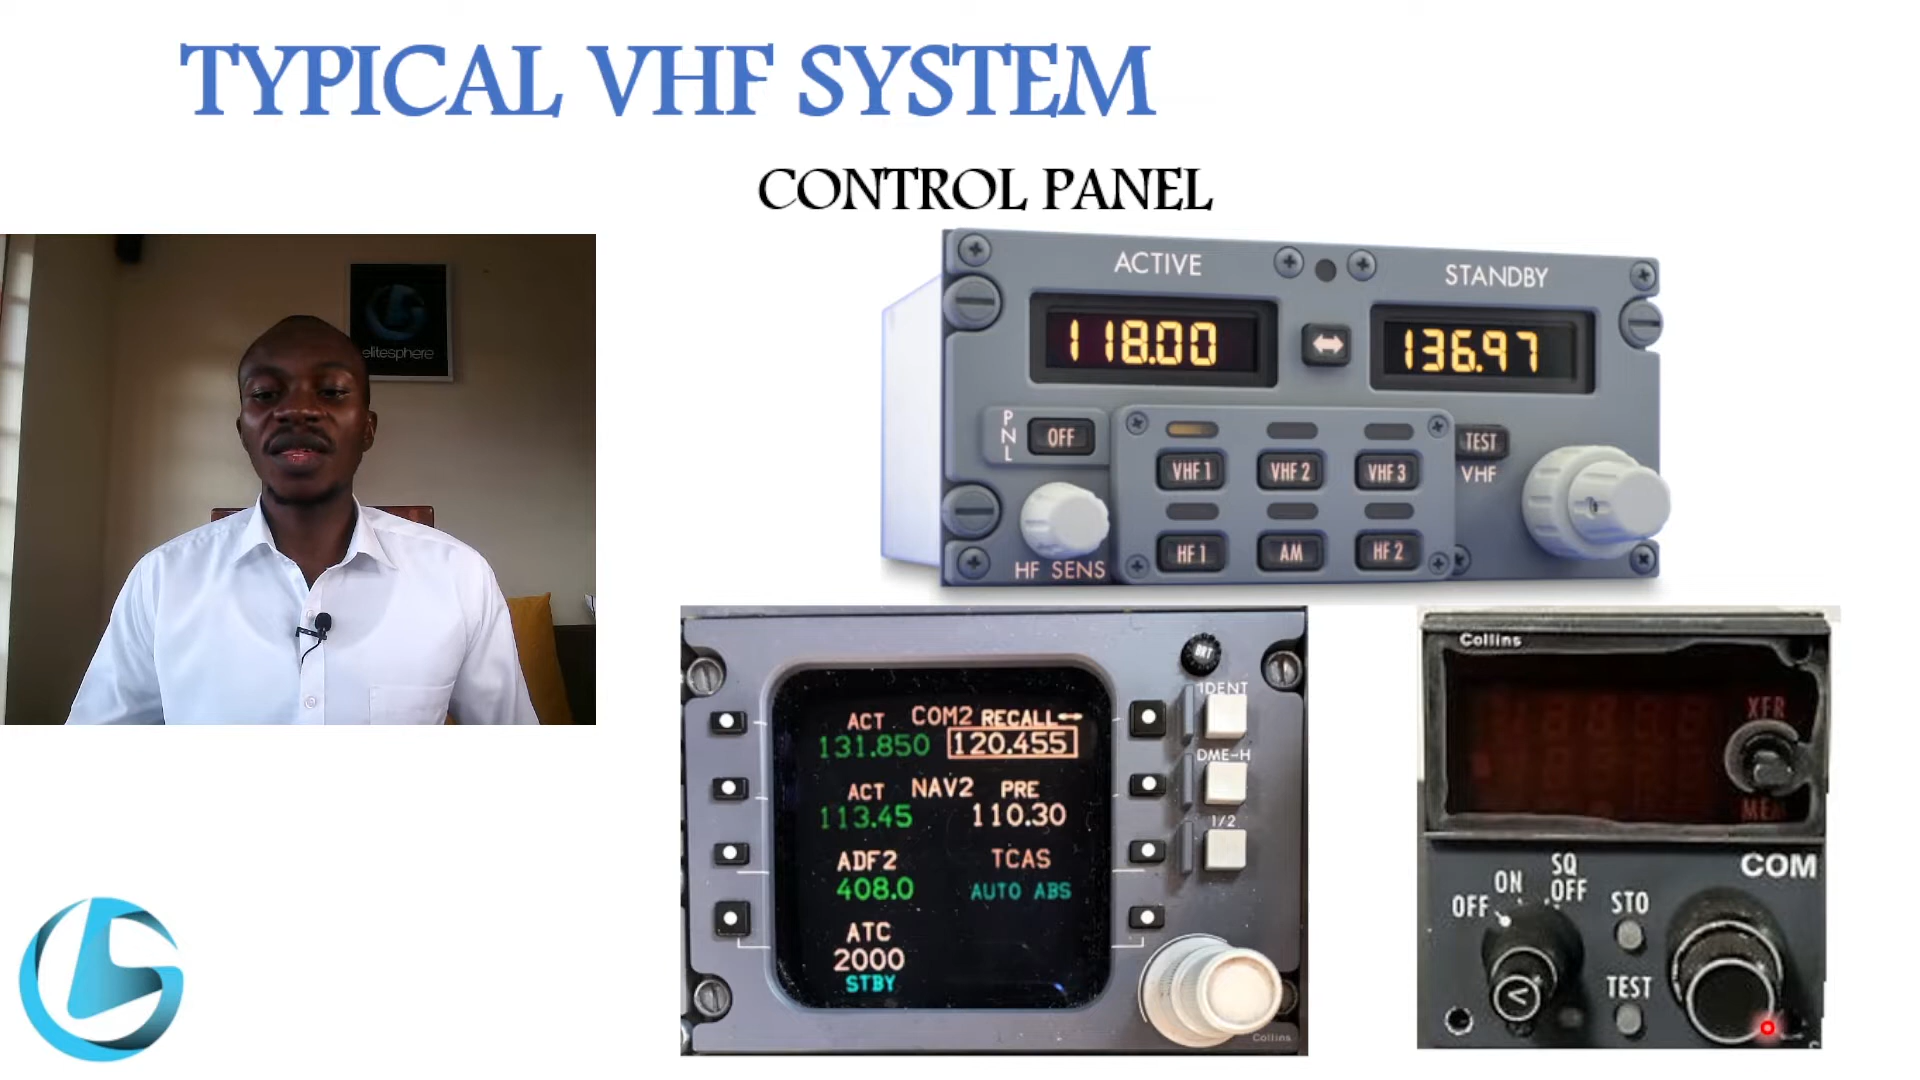 TYPICAL VHF SYSTEM
CONTROL PANEL
elitesphere
ACTIVE
STANDBY
118.00
136.97
PNL
OFF
VHF 1
VHF 2
VHF 3
TEST
VHF
HF SENS
HF 1
AM
HF 2
BRT
IDENT
ACT COM2 RECALL
131.850 120.455
DME-H
ACT NAV2 PRE
113.45 110.30
1/2
ADF2 TCAS
408.0 AUTO ABS
ATC
2000
STBY
Collins
Collins
XFR
MEM
COM
OFF ON SQ OFF
STO
TEST